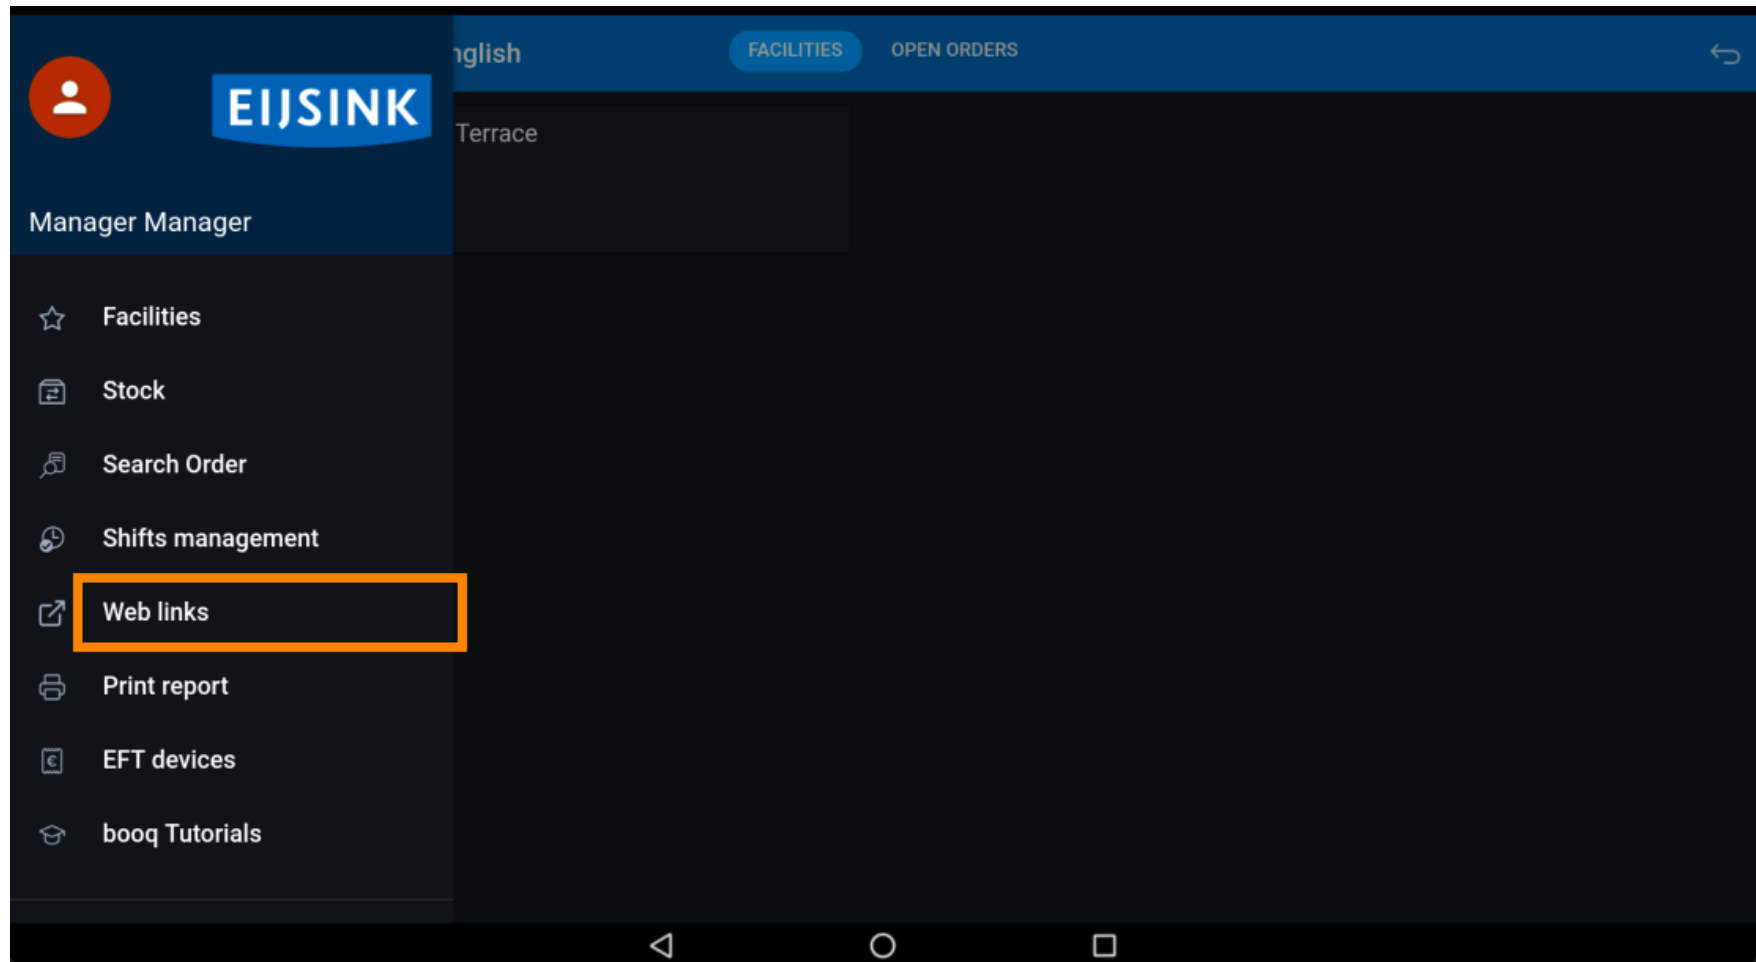 nglish
FACILITIES
OPEN ORDERS
EIJSINK
Terrace
Manager Manager
Facilities
Stock
Search Order
Shifts management
Web links
Print report
€
EFT devices
booq Tutorials